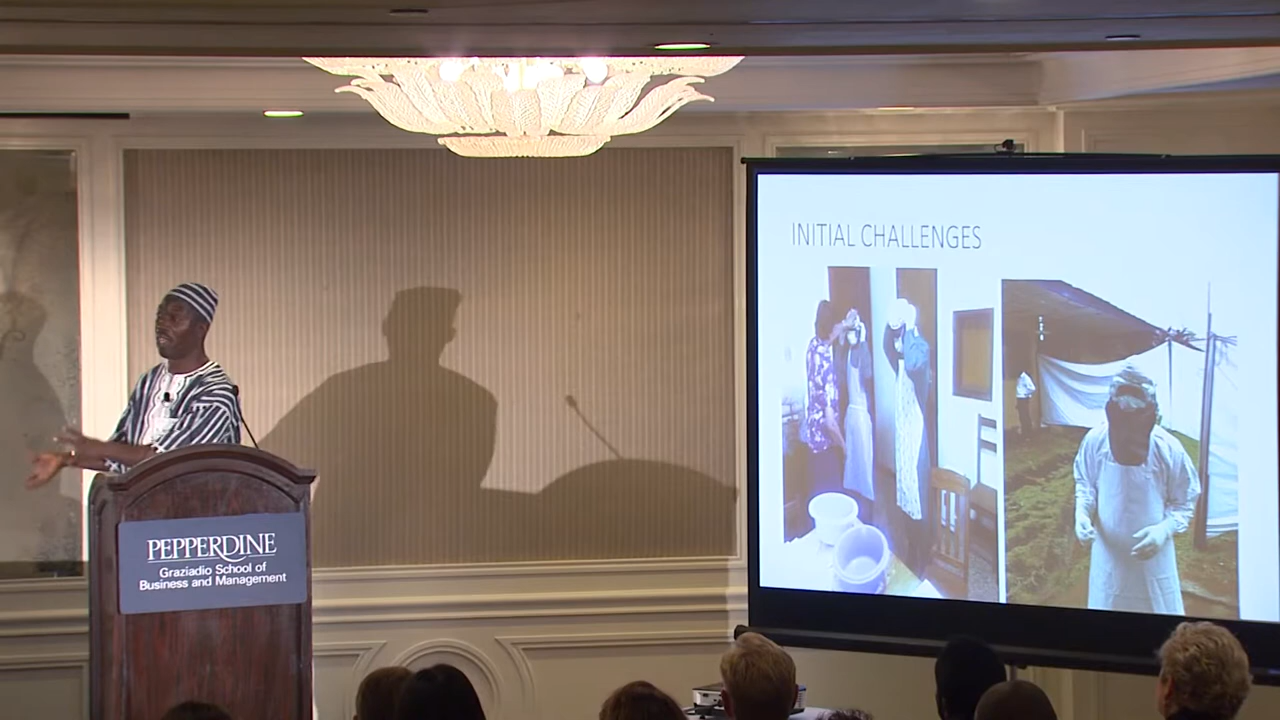 INITIAL CHALLENGES
PEPPERDINE
Graziadio School of
Business and Management